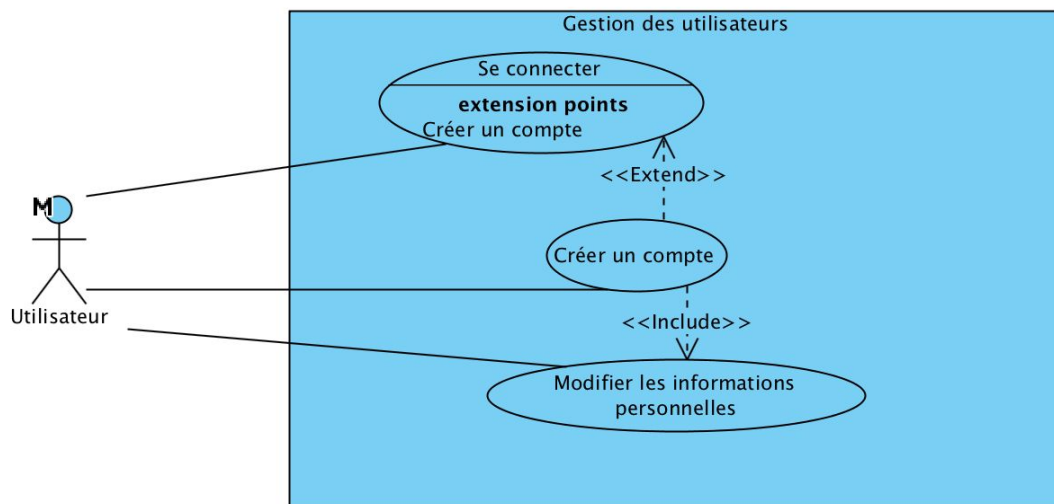 Gestion des utilisateurs
Se connecter
extension points
Créer un compte
<<Extend>>
M
Créer un compte
Utilisateur
<<Include>>
Modifier les informations
personnelles